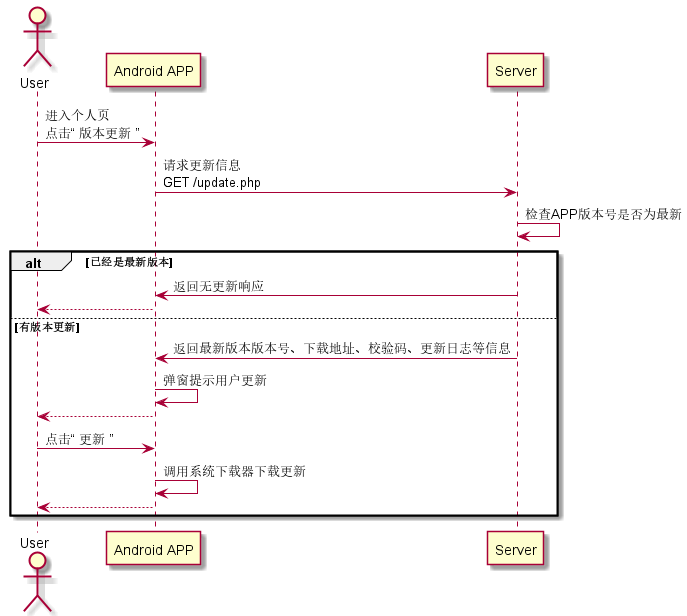 User
Android APP
Server
进入个人页
点击“ 版本更新 ”
请求更新信息
GET /update.php
检查APP版本号是否为最新
alt [已经是最新版本]
返回无更新响应
[有版本更新]
返回最新版本版本号、下载地址、校验码、更新日志等信息
弹窗提示用户更新
点击“ 更新 ”
调用系统下载器下载更新
User
Android APP
Server